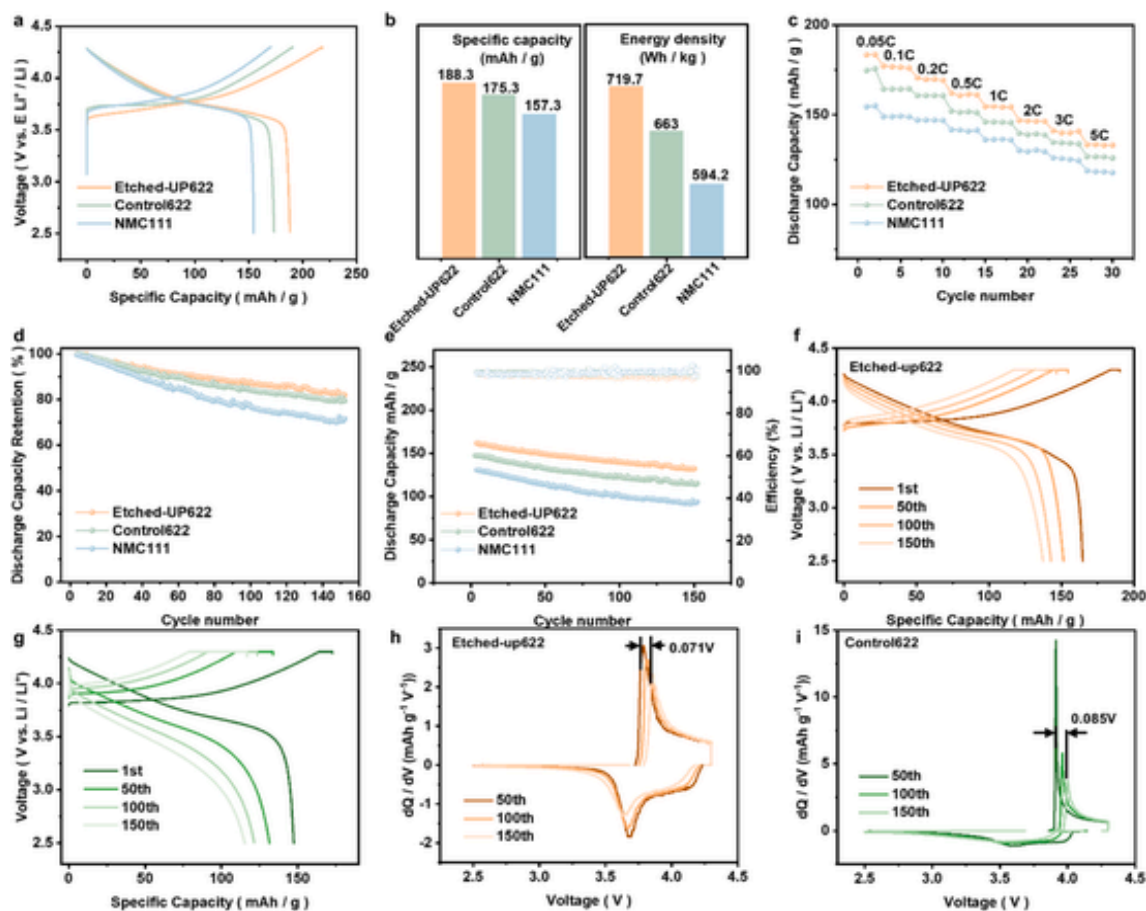 a
Voltage ( V vs. E Li⁺ / Li )
4.5
4.0
3.5
3.0
2.5
Etched-UP622
Control622
NMC111
0 50 100 150 200 250
Specific Capacity ( mAh / g )
b
Specific capacity
(mAh / g)
188.3
175.3
157.3
Etched-UP622
Control622
NMC111
Energy density
(Wh / kg)
719.7
663
594.2
Etched-UP622
Control622
NMC111
c
Discharge Capacity ( mAh / g )
200
150
100
0.05C
0.1C
0.2C
0.5C
1C
2C
3C
5C
Etched-UP622
Control622
NMC111
0 5 10 15 20 25 30
Cycle number
d
Discharge Capacity Retention ( % )
100
80
60
40
20
0
Etched-UP622
Control622
NMC111
0 20 40 60 80 100 120 140 160
Cycle number
e
Discharge Capacity mAh / g
250
200
150
100
50
0
Etched-UP622
Control622
NMC111
0 50 100 150
Cycle number
100
80
60
40
20
0
Efficiency (%)
f
Etched-up622
Voltage ( V vs. Li / Li⁺)
4.5
4.0
3.5
3.0
2.5
1st
50th
100th
150th
0 50 100 150 200
Specific Capacity ( mAh / g )
g
Voltage ( V vs. Li / Li⁺)
4.5
4.0
3.5
3.0
2.5
1st
50th
100th
150th
0 50 100 150
Specific Capacity ( mAh / g )
h
Etched-up622
0.071V
dQ / dV (mAh g⁻¹ V⁻¹))
3
2
1
0
-1
-2
50th
100th
150th
2.5 3.0 3.5 4.0 4.5
Voltage ( V )
i
Control622
0.085V
dQ / dV (mAh g⁻¹ V⁻¹))
15
10
5
0
50th
100th
150th
2.5 3.0 3.5 4.0 4.5
Voltage ( V )